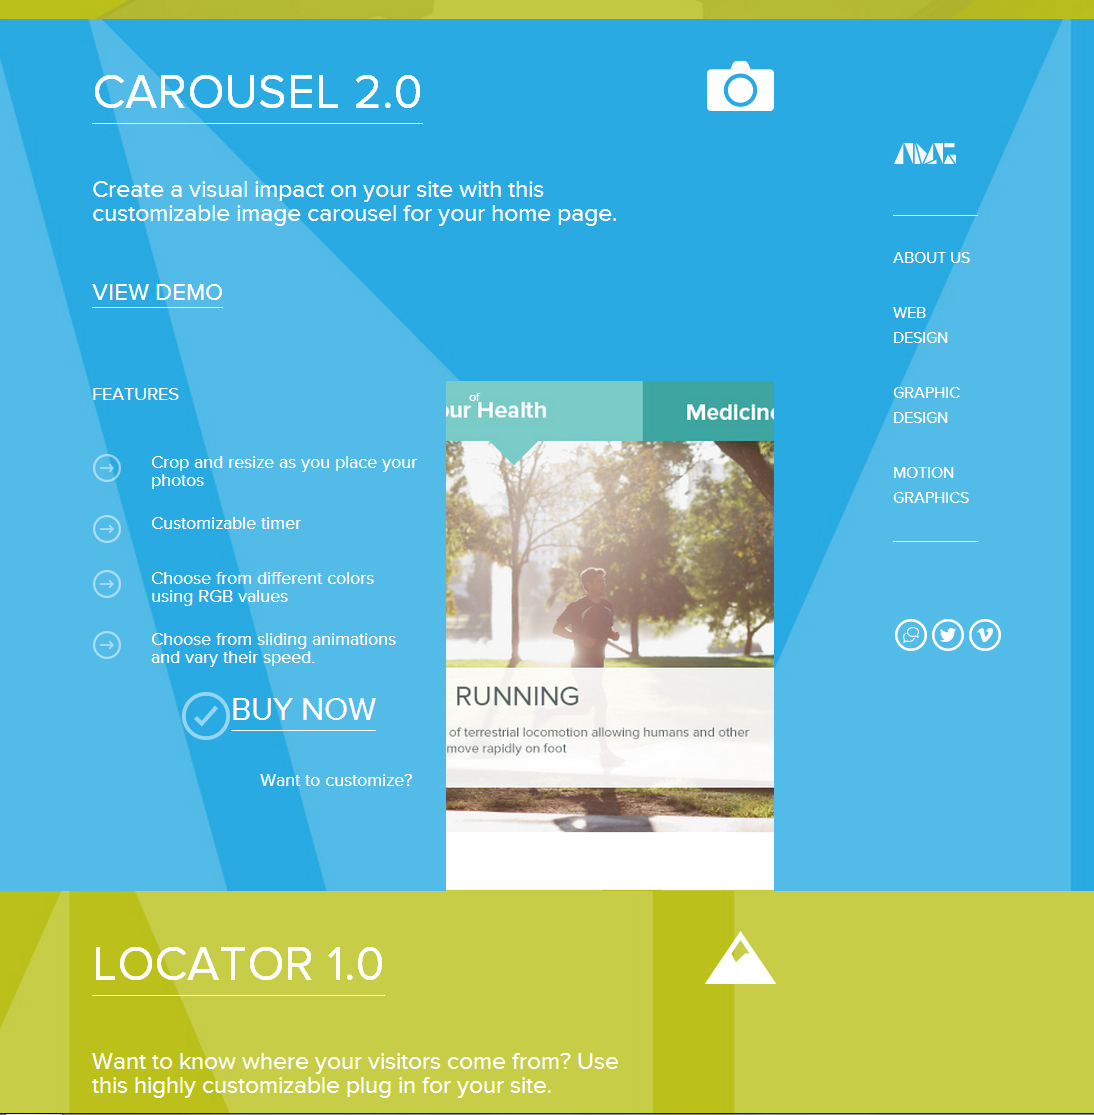 CAROUSEL 2.0
Create a visual impact on your site with this
customizable image carousel for your home page.
VIEW DEMO
FEATURES
Crop and resize as you place your
photos
Customizable timer
Choose from different colors
using RGB values
Choose from sliding animations
and vary their speed.
BUY NOW
Want to customize?
of
our Health
Medicine
RUNNING
of terrestrial locomotion allowing humans and other
move rapidly on foot
AMG
ABOUT US
WEB
DESIGN
GRAPHIC
DESIGN
MOTION
GRAPHICS
LOCATOR 1.0
Want to know where your visitors come from? Use
this highly customizable plug in for your site.